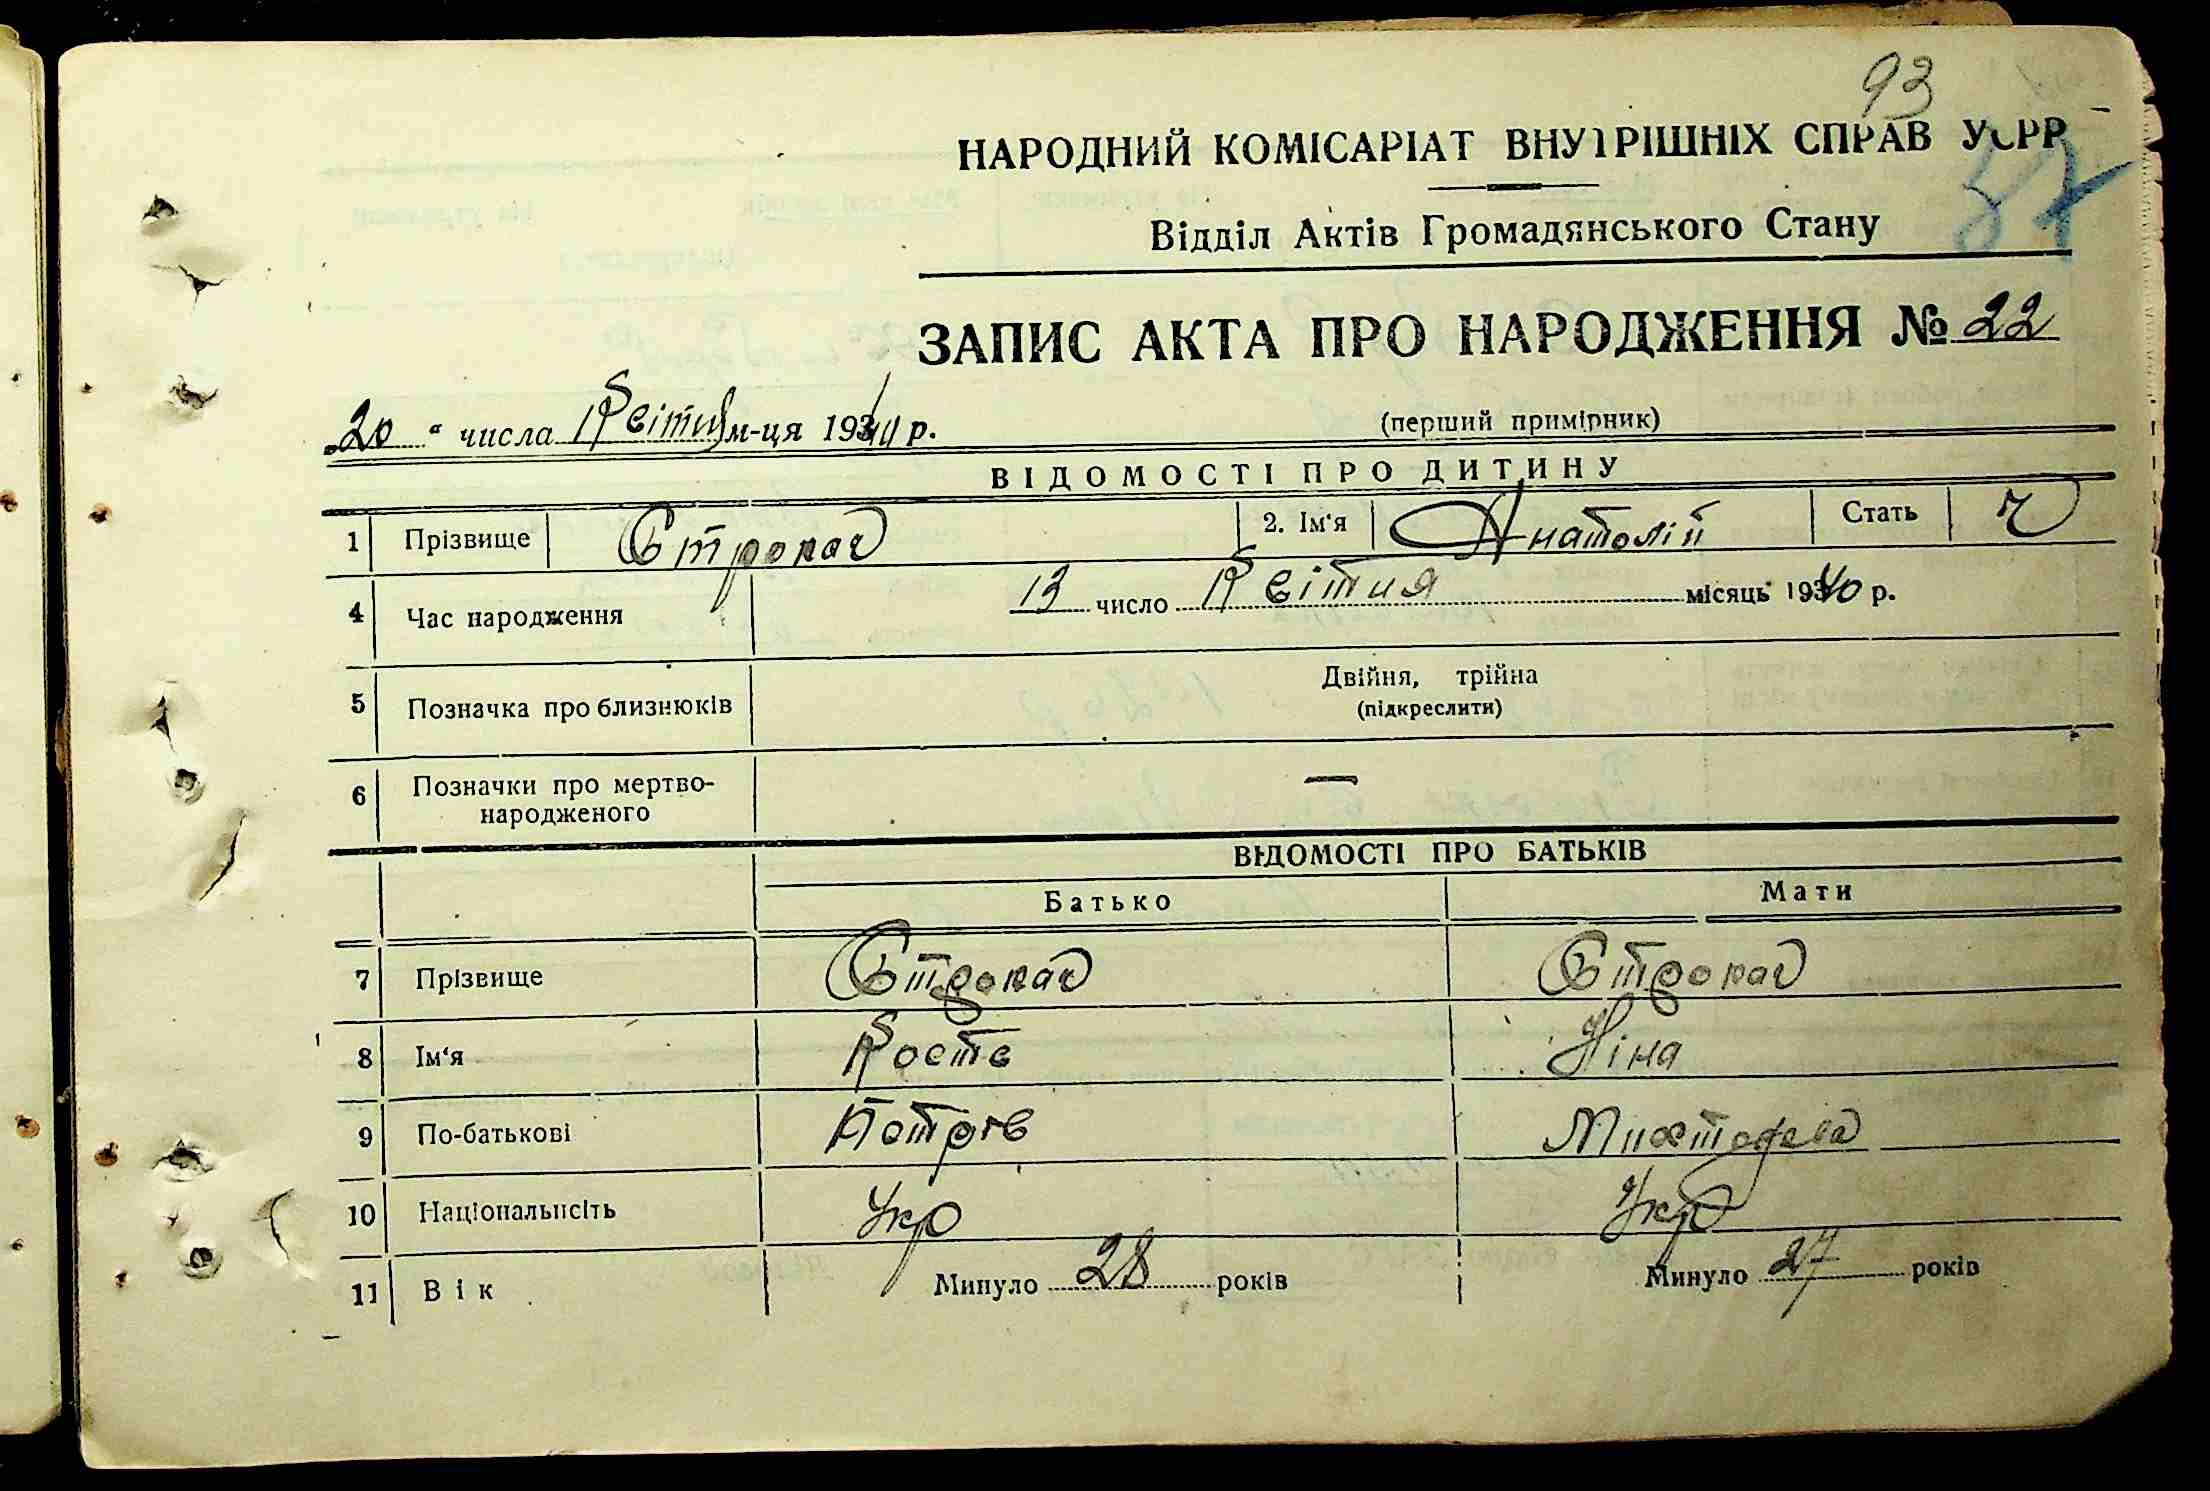 93
НАРОДНИЙ КОМІСАРІАТ ВНУТРІШНІХ СПРАВ УСРР
Відділ Актів Громадянського Стану
ЗАПИС АКТА ПРО НАРОДЖЕННЯ № 22
20 " числа Квітня м-ця 1940 р. (перший примірник)
ВІДОМОСТІ ПРО ДИТИНУ
1 Прізвище Строкач 2. Ім'я Анатолій Стать ч
4 Час народження 13 число Квітня місяць 1940 р.
5 Позначка про близнюків Двійня, трійна
(підкреслити)
6 Позначки про мертво-
народженого —
ВІДОМОСТІ ПРО БАТЬКІВ
Батько Мати
7 Прізвище Строкач Строкач
8 Ім'я Кость Ніна
9 По-батькові Петров
10 Національність Укр Укр
11 Вік Минуло 28 років Минуло 27 років